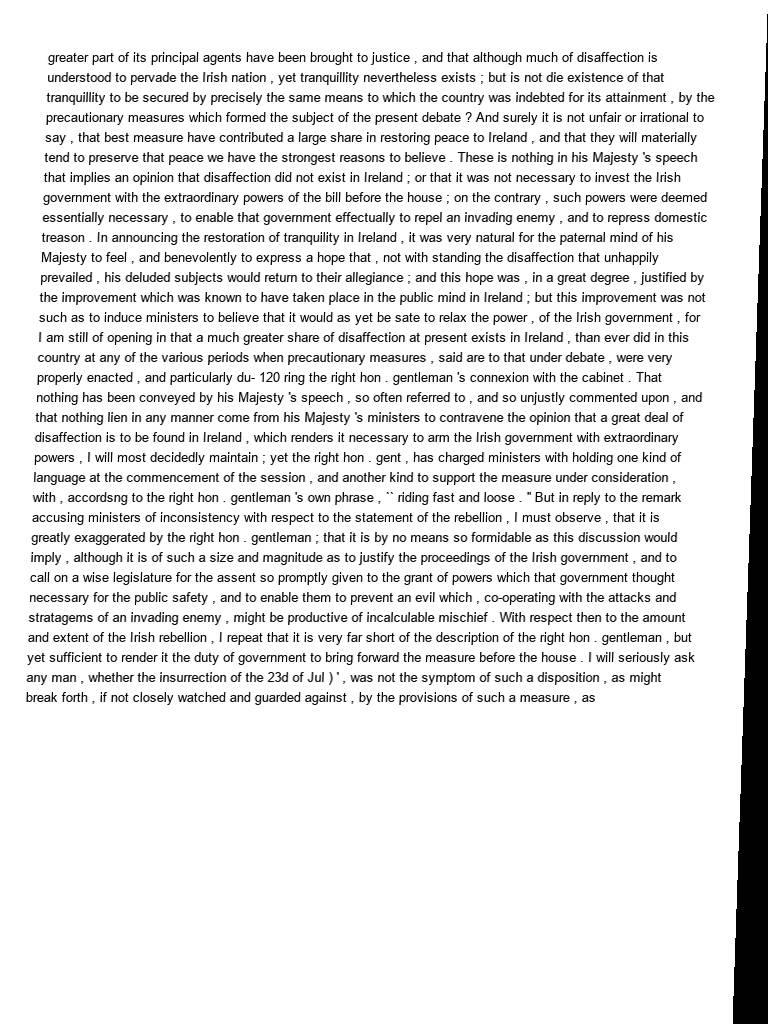 greater part of its principal agents have been brought to justice , and that although much of disaffection is
understood to pervade the Irish nation , yet tranquillity nevertheless exists ; but is not die existence of that
tranquillity to be secured by precisely the same means to which the country was indebted for its attainment , by the
precautionary measures which formed the subject of the present debate ? And surely it is not unfair or irrational to
say , that best measure have contributed a large share in restoring peace to Ireland , and that they will materially
tend to preserve that peace we have the strongest reasons to believe . These is nothing in his Majesty 's speech
that implies an opinion that disaffection did not exist in Ireland ; or that it was not necessary to invest the Irish
government with the extraordinary powers of the bill before the house ; on the contrary , such powers were deemed
essentially necessary , to enable that government effectually to repel an invading enemy , and to repress domestic
treason . In announcing the restoration of tranquility in Ireland , it was very natural for the paternal mind of his
Majesty to feel , and benevolently to express a hope that , not with standing the disaffection that unhappily
prevailed , his deluded subjects would return to their allegiance ; and this hope was , in a great degree , justified by
the improvement which was known to have taken place in the public mind in Ireland ; but this improvement was not
such as to induce ministers to believe that it would as yet be sate to relax the power , of the Irish government , for
I am still of opening in that a much greater share of disaffection at present exists in Ireland , than ever did in this
country at any of the various periods when precautionary measures , said are to that under debate , were very
properly enacted , and particularly du- 120 ring the right hon . gentleman 's connexion with the cabinet . That
nothing has been conveyed by his Majesty 's speech , so often referred to , and so unjustly commented upon , and
that nothing lien in any manner come from his Majesty 's ministers to contravene the opinion that a great deal of
disaffection is to be found in Ireland , which renders it necessary to arm the Irish government with extraordinary
powers , I will most decidedly maintain ; yet the right hon . gent , has charged ministers with holding one kind of
language at the commencement of the session , and another kind to support the measure under consideration ,
with , accordsng to the right hon . gentleman 's own phrase , `` riding fast and loose . " But in reply to the remark
accusing ministers of inconsistency with respect to the statement of the rebellion , I must observe , that it is
greatly exaggerated by the right hon . gentleman ; that it is by no means so formidable as this discussion would
imply , although it is of such a size and magnitude as to justify the proceedings of the Irish government , and to
call on a wise legislature for the assent so promptly given to the grant of powers which that government thought
necessary for the public safety , and to enable them to prevent an evil which , co-operating with the attacks and
stratagems of an invading enemy , might be productive of incalculable mischief . With respect then to the amount
and extent of the Irish rebellion , I repeat that it is very far short of the description of the right hon . gentleman , but
yet sufficient to render it the duty of government to bring forward the measure before the house . I will seriously ask
any man , whether the insurrection of the 23d of Jul ) ' , was not the symptom of such a disposition , as might
break forth , if not closely watched and guarded against , by the provisions of such a measure , as